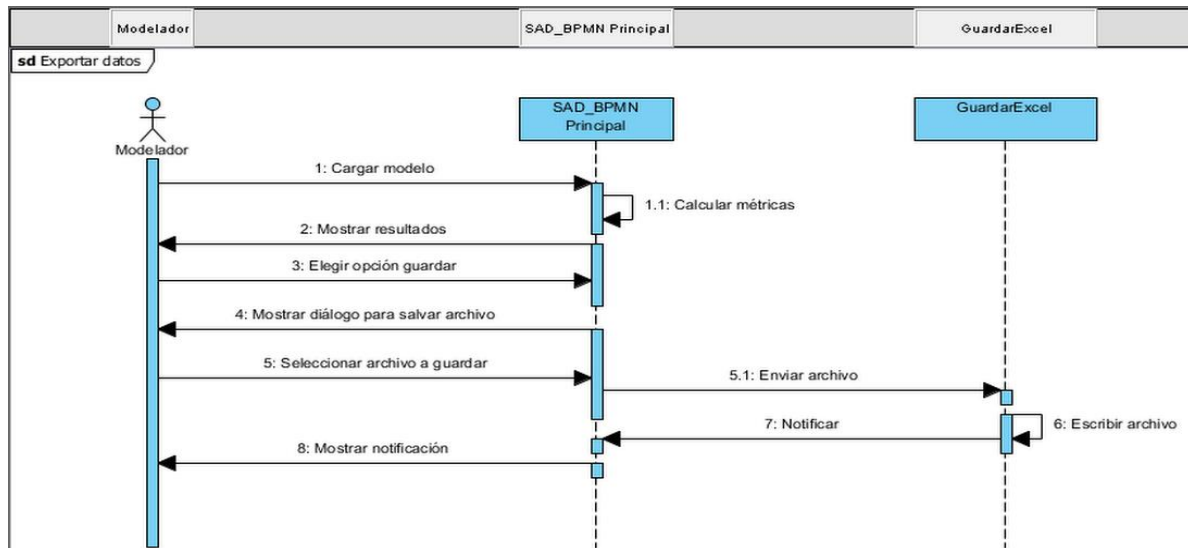 Modelador
SAD_BPMN Principal
GuardarExcel
sd Exportar datos
SAD_BPMN
Principal
GuardarExcel
Modelador
1: Cargar modelo
1.1: Calcular métricas
2: Mostrar resultados
3: Elegir opción guardar
4: Mostrar diálogo para salvar archivo
5: Seleccionar archivo a guardar
5.1: Enviar archivo
7: Notificar
6: Escribir archivo
8: Mostrar notificación